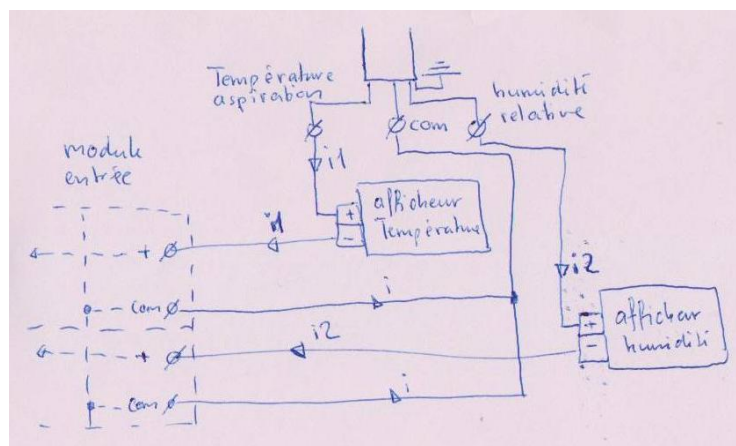 Température
aspiration
com
humidité
relative
module
entrée
i1
+
-
afficheur
Température
i1
+
i2
com
i
+
i2
+
-
afficheur
humidité
com
i